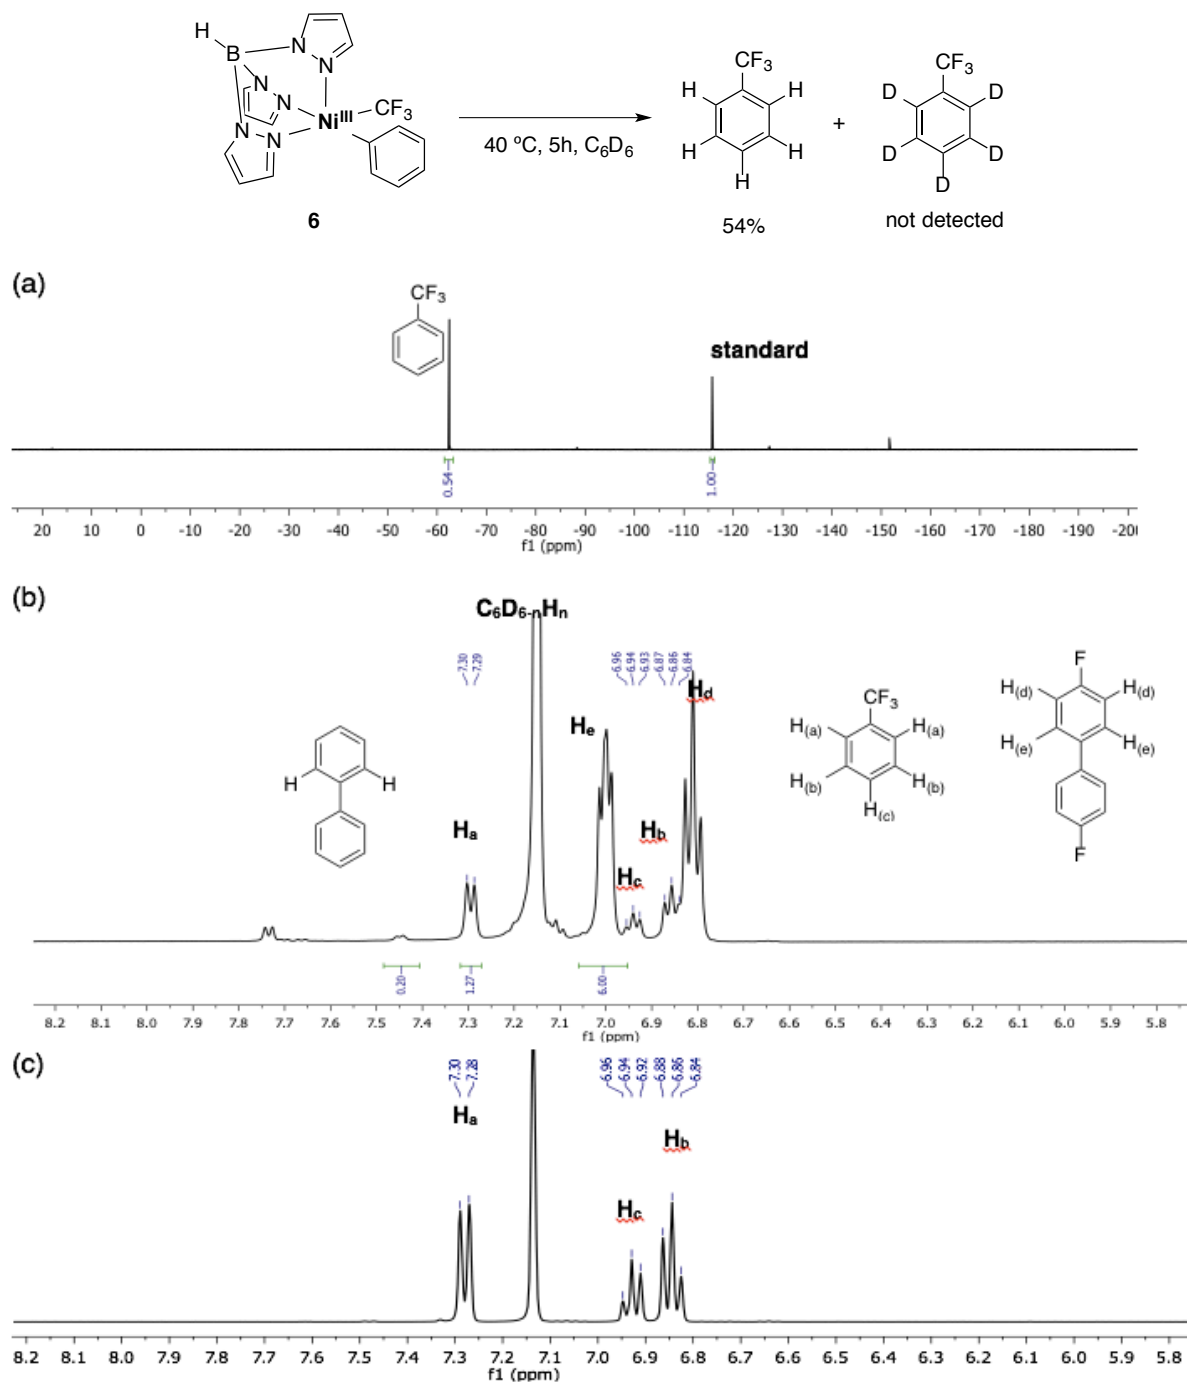 H
B
N
N
N
N
N
N
Ni^III
CF₃
6
40 ºC, 5h, C₆D₆
CF₃
H H
H H
H
54%
+
CF₃
D D
D D
D
not detected
(a)
CF₃
standard
0.54
1.00
20 10 0 -10 -20 -30 -40 -50 -60 -70 -80 -90 -100 -110 -120 -130 -140 -150 -160 -170 -180 -190 -200
f1 (ppm)
(b)
C₆D₆₋ₙHₙ
7.30 7.29 6.96 6.94 6.93 6.87 6.86 6.84
H H
Hₐ
Hₑ
H_c
H_b
H_d
CF₃
H(a) H(a)
H(b) H(b)
H(c)
F
H(d) H(d)
H(e) H(e)
F
0.20 1.27 6.00
8.2 8.1 8.0 7.9 7.8 7.7 7.6 7.5 7.4 7.3 7.2 7.1 7.0 6.9 6.8 6.7 6.6 6.5 6.4 6.3 6.2 6.1 6.0 5.9 5.8
f1 (ppm)
(c)
7.30 7.28 6.96 6.94 6.92 6.88 6.86 6.84
Hₐ
H_c
H_b
8.2 8.1 8.0 7.9 7.8 7.7 7.6 7.5 7.4 7.3 7.2 7.1 7.0 6.9 6.8 6.7 6.6 6.5 6.4 6.3 6.2 6.1 6.0 5.9 5.8
f1 (ppm)